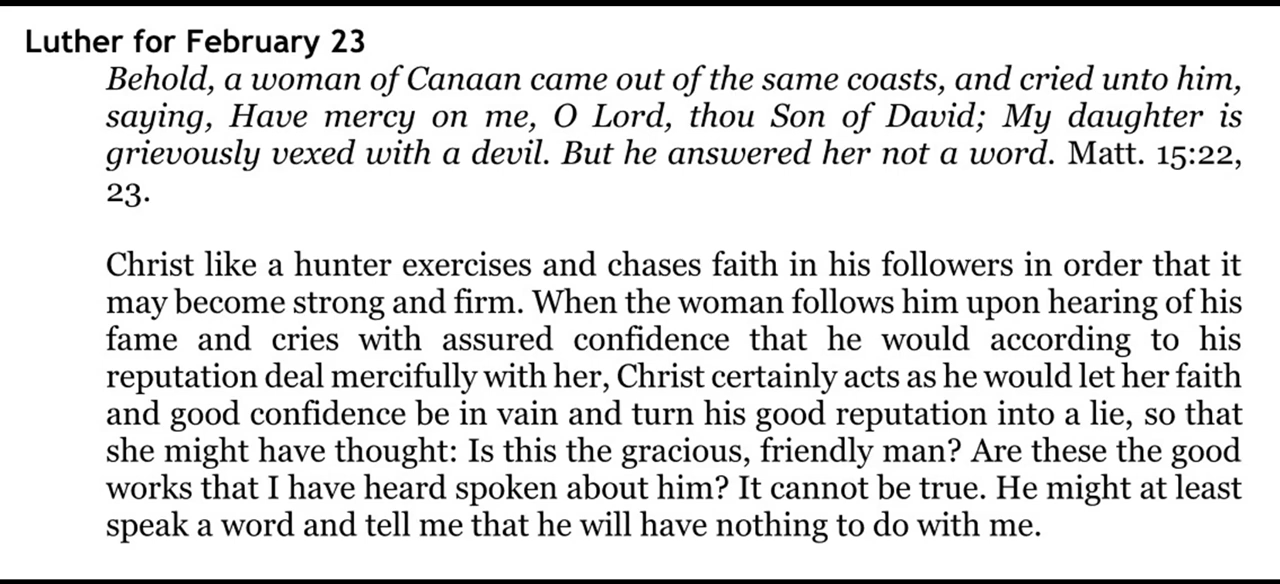 Luther for February 23
Behold, a woman of Canaan came out of the same coasts, and cried unto him,
saying, Have mercy on me, O Lord, thou Son of David; My daughter is
grievously vexed with a devil. But he answered her not a word. Matt. 15:22,
23.
Christ like a hunter exercises and chases faith in his followers in order that it
may become strong and firm. When the woman follows him upon hearing of his
fame and cries with assured confidence that he would according to his
reputation deal mercifully with her, Christ certainly acts as he would let her faith
and good confidence be in vain and turn his good reputation into a lie, so that
she might have thought: Is this the gracious, friendly man? Are these the good
works that I have heard spoken about him? It cannot be true. He might at least
speak a word and tell me that he will have nothing to do with me.